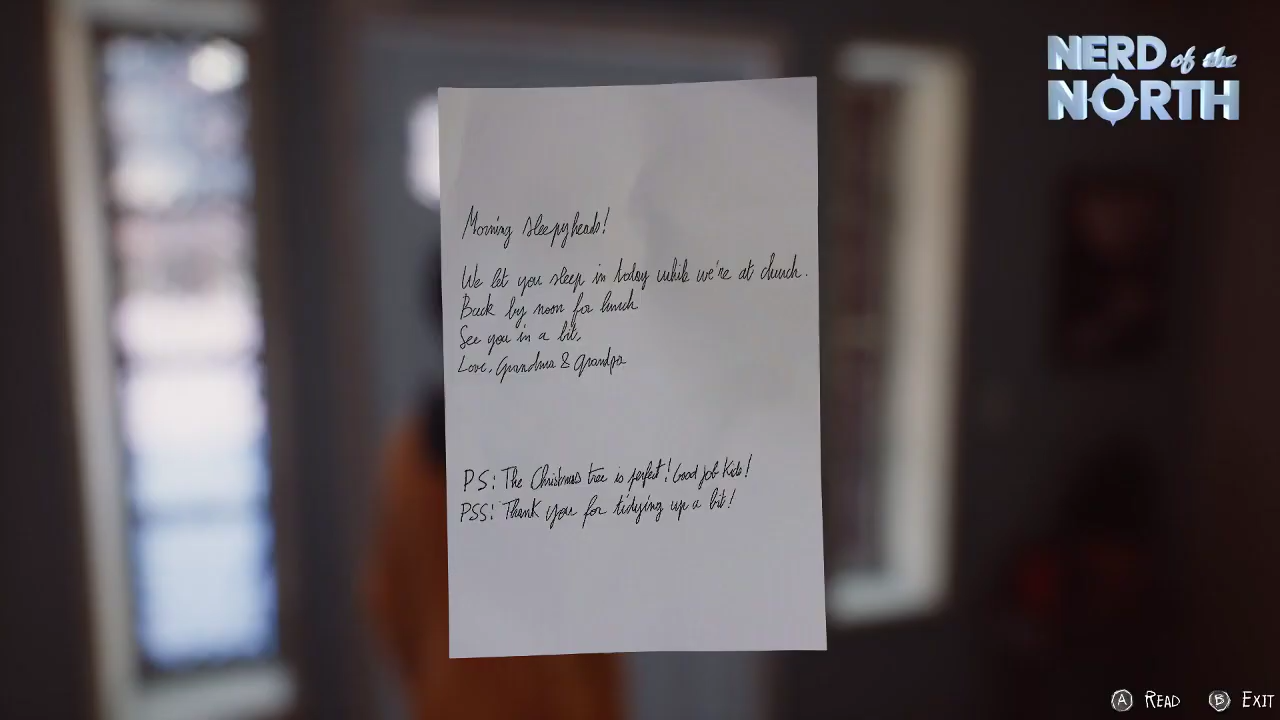 NERD of the
NORTH
Morning sleepyheads!
We let you sleep in today while we're at church.
Back by noon for lunch
See you in a bit,
Love, Grandma & Grandpa
PS: The Christmas tree is perfect! Good job Kids!
PSS: Thank you for tidying up a bit!
A READ B EXIT